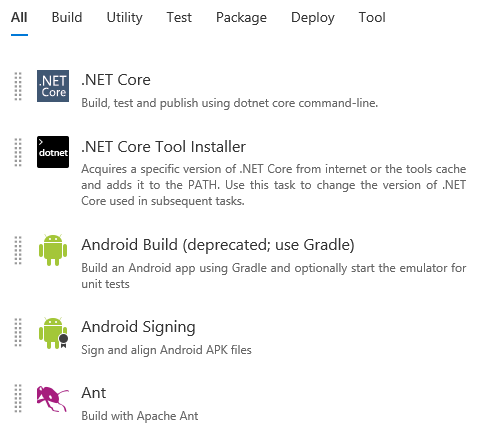 All Build Utility Test Package Deploy Tool
.NET Core
.NET Core
Build, test and publish using dotnet core command-line.
>
dotnet
.NET Core Tool Installer
Acquires a specific version of .NET Core from internet or the tools cache
and adds it to the PATH. Use this task to change the version of .NET
Core used in subsequent tasks.
Android Build (deprecated; use Gradle)
Build an Android app using Gradle and optionally start the emulator for
unit tests
Android Signing
Sign and align Android APK files
Ant
Build with Apache Ant